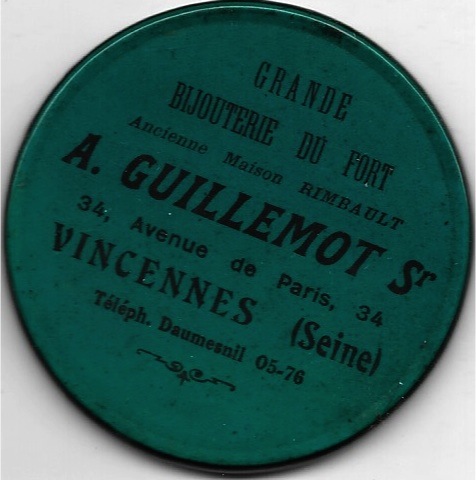 GRANDE
BIJOUTERIE DU FORT
Ancienne Maison RIMBAULT
A. GUILLEMOT Sr
34, Avenue de Paris, 34
VINCENNES (Seine)
Téléph. Daumesnil 05-76